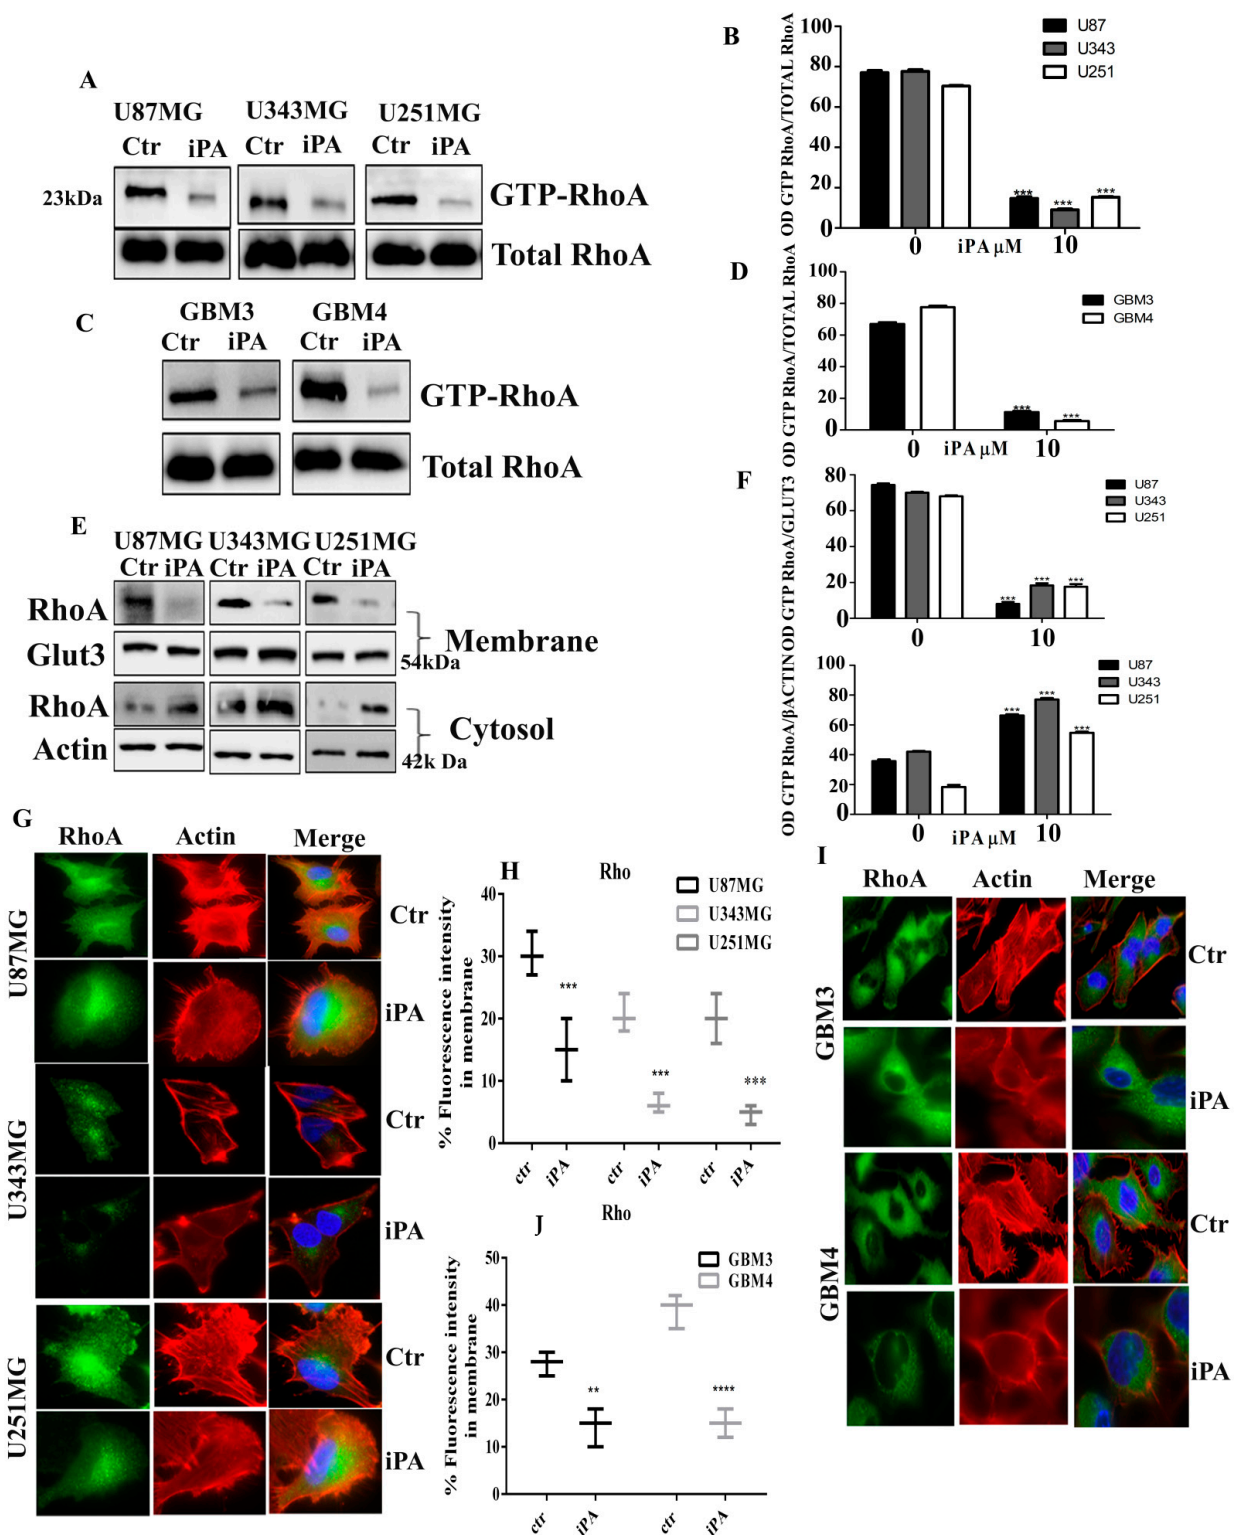 A
U87MG U343MG U251MG
Ctr iPA Ctr iPA Ctr iPA
23kDa
GTP-RhoA
Total RhoA
B
OD GTP RhoA/TOTAL RhoA
100
80
60
40
20
0
U87
U343
U251
*** *** ***
0 iPA µM 10
C
GBM3 GBM4
Ctr iPA Ctr iPA
GTP-RhoA
Total RhoA
D
OD GTP RhoA/TOTAL RhoA
100
80
60
40
20
0
GBM3
GBM4
*** ***
0 iPA µM 10
E
U87MG U343MG U251MG
Ctr iPA Ctr iPA Ctr iPA
RhoA
Glut3
Membrane
54kDa
RhoA
Actin
Cytosol
42k Da
F
OD GTP RhoA/GLUT3
80
60
40
20
0
U87
U343
U251
*** *** ***
0 10
OD GTP RhoA/βACTIN
100
80
60
40
20
0
U87
U343
U251
*** *** ***
0 iPA µM 10
G
RhoA Actin Merge
U87MG
Ctr
iPA
U343MG
Ctr
iPA
U251MG
Ctr
iPA
H
Rho
% Fluorescence intensity
in membrane
40
30
20
10
0
U87MG
U343MG
U251MG
*** *** ***
ctr iPA ctr iPA ctr iPA
I
RhoA Actin Merge
GBM3
Ctr
iPA
GBM4
Ctr
iPA
J
Rho
% Fluorescence intensity
in membrane
50
40
30
20
10
0
GBM3
GBM4
** ****
ctr iPA ctr iPA